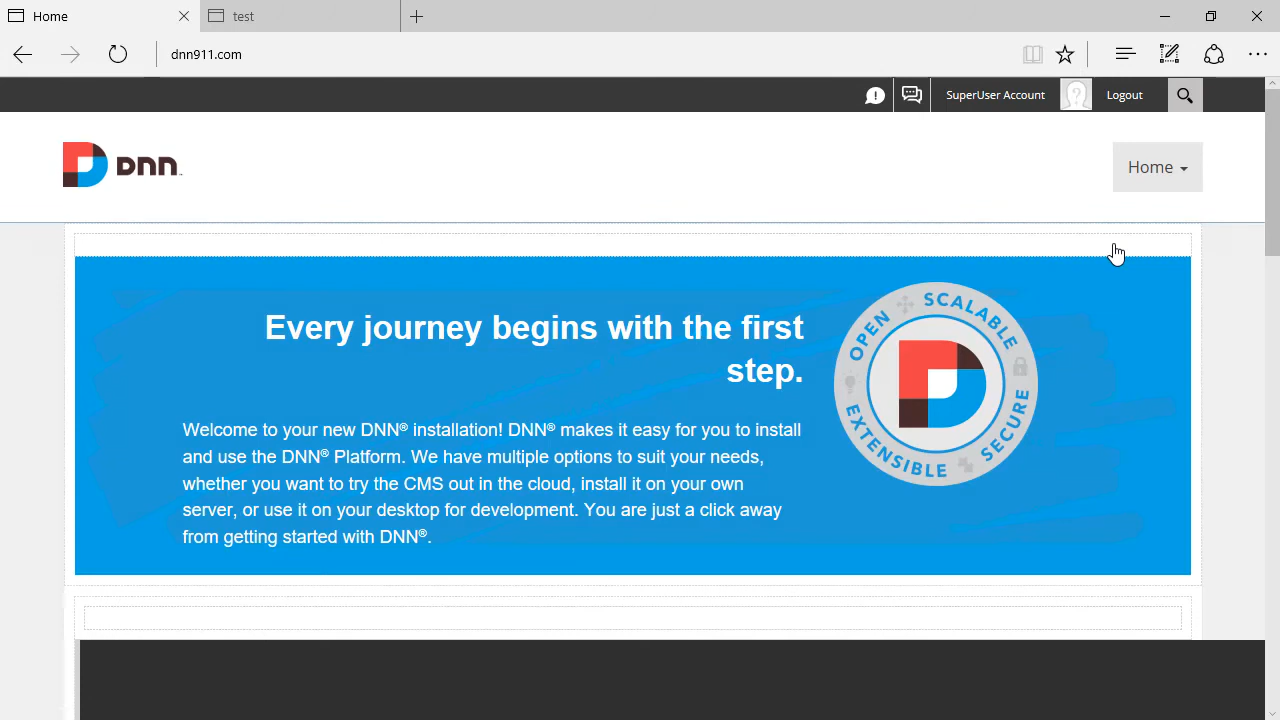 Home
test
dnn911.com
SuperUser Account
Logout
DNN
Home
Every journey begins with the first
step.
OPEN SCALABLE
EXTENSIBLE SECURE
Welcome to your new DNN® installation! DNN® makes it easy for you to install
and use the DNN® Platform. We have multiple options to suit your needs,
whether you want to try the CMS out in the cloud, install it on your own
server, or use it on your desktop for development. You are just a click away
from getting started with DNN®.